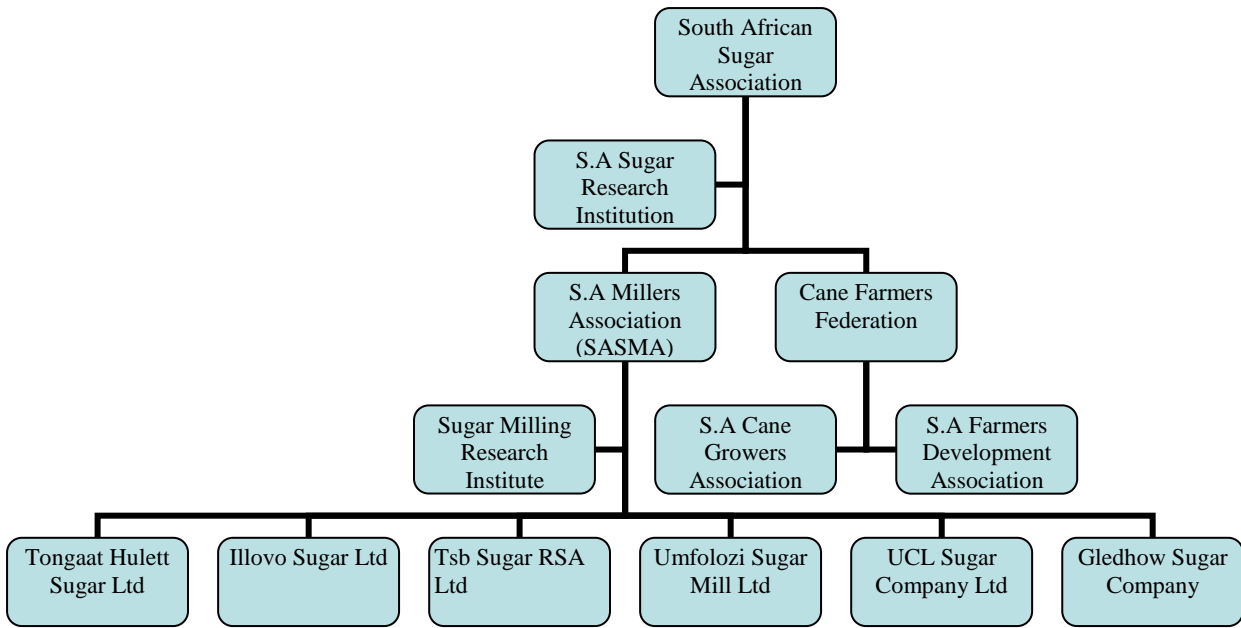 South African
Sugar
Association
S.A Sugar
Research
Institution
S.A Millers
Association
(SASMA)
Cane Farmers
Federation
Sugar Milling
Research
Institute
S.A Cane
Growers
Association
S.A Farmers
Development
Association
Tongaat Hulett
Sugar Ltd
Illovo Sugar Ltd
Tsb Sugar RSA
Ltd
Umfolozi Sugar
Mill Ltd
UCL Sugar
Company Ltd
Gledhow Sugar
Company